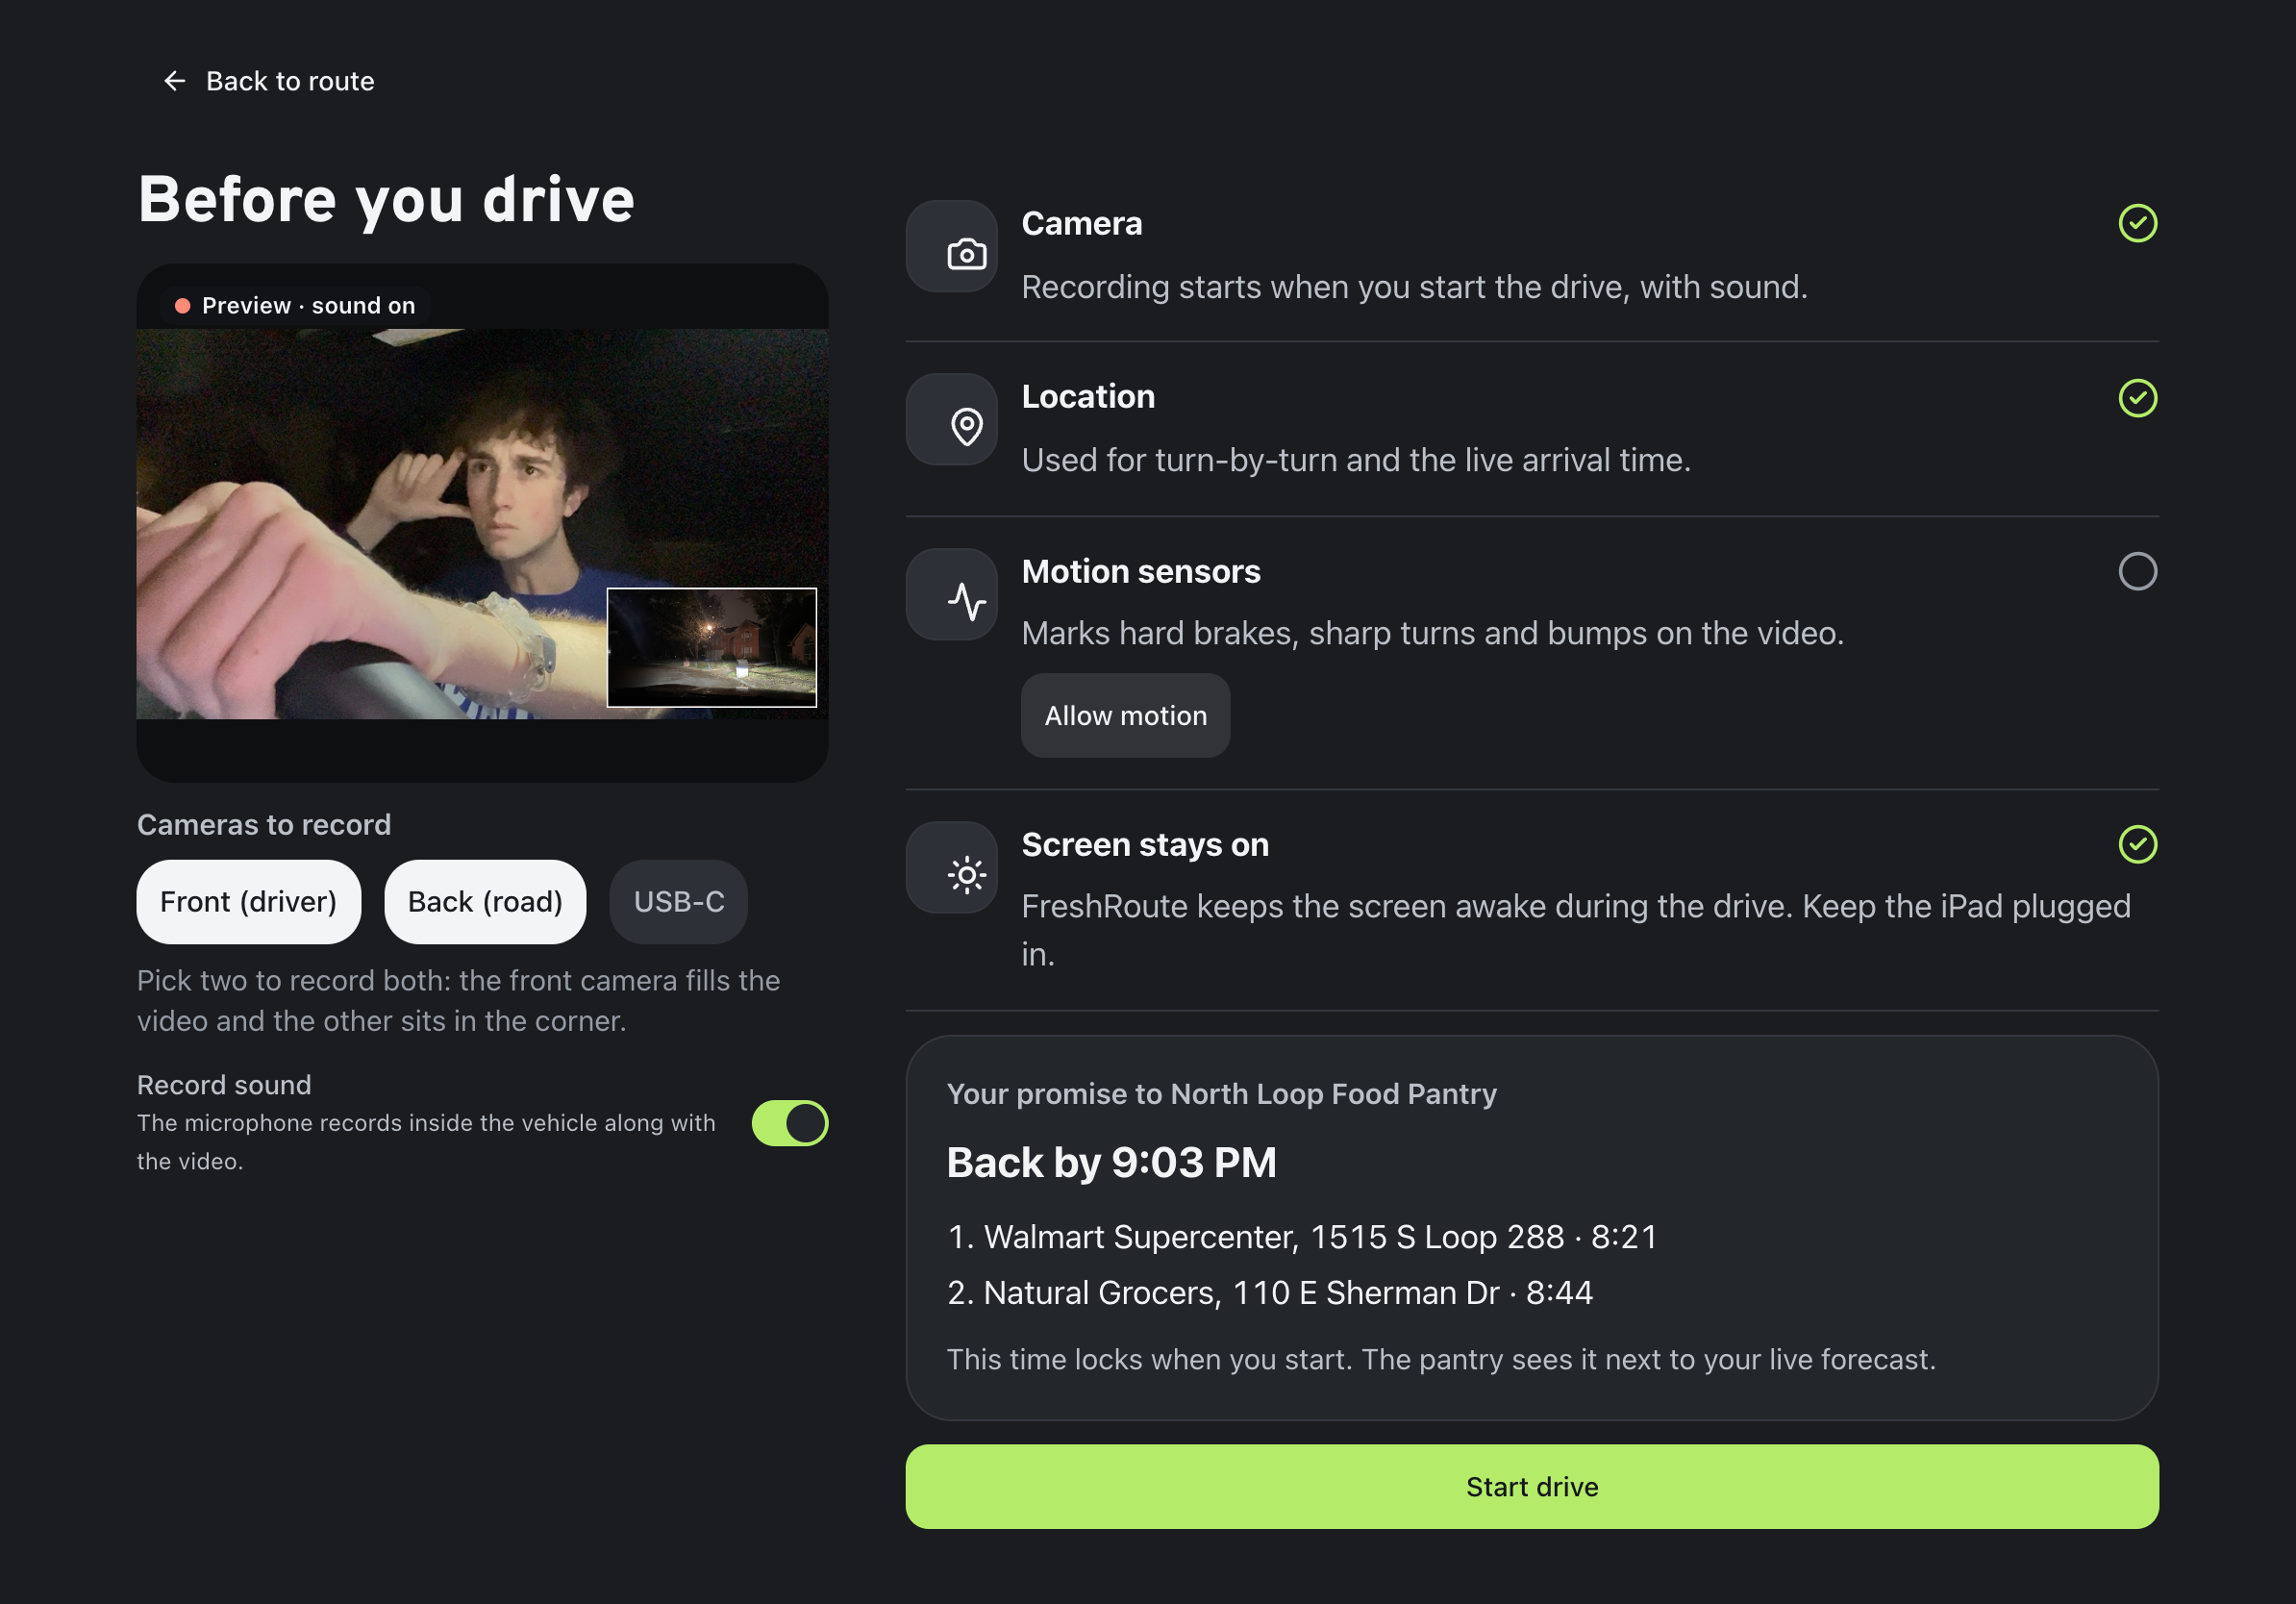 Back to route
Before you drive
Preview · sound on
Cameras to record
Front (driver)
Back (road)
USB-C
Pick two to record both: the front camera fills the
video and the other sits in the corner.
Record sound
The microphone records inside the vehicle along with
the video.
Camera
Recording starts when you start the drive, with sound.
Location
Used for turn-by-turn and the live arrival time.
Motion sensors
Marks hard brakes, sharp turns and bumps on the video.
Allow motion
Screen stays on
FreshRoute keeps the screen awake during the drive. Keep the iPad plugged
in.
Your promise to North Loop Food Pantry
Back by 9:03 PM
1. Walmart Supercenter, 1515 S Loop 288 · 8:21
2. Natural Grocers, 110 E Sherman Dr · 8:44
This time locks when you start. The pantry sees it next to your live forecast.
Start drive